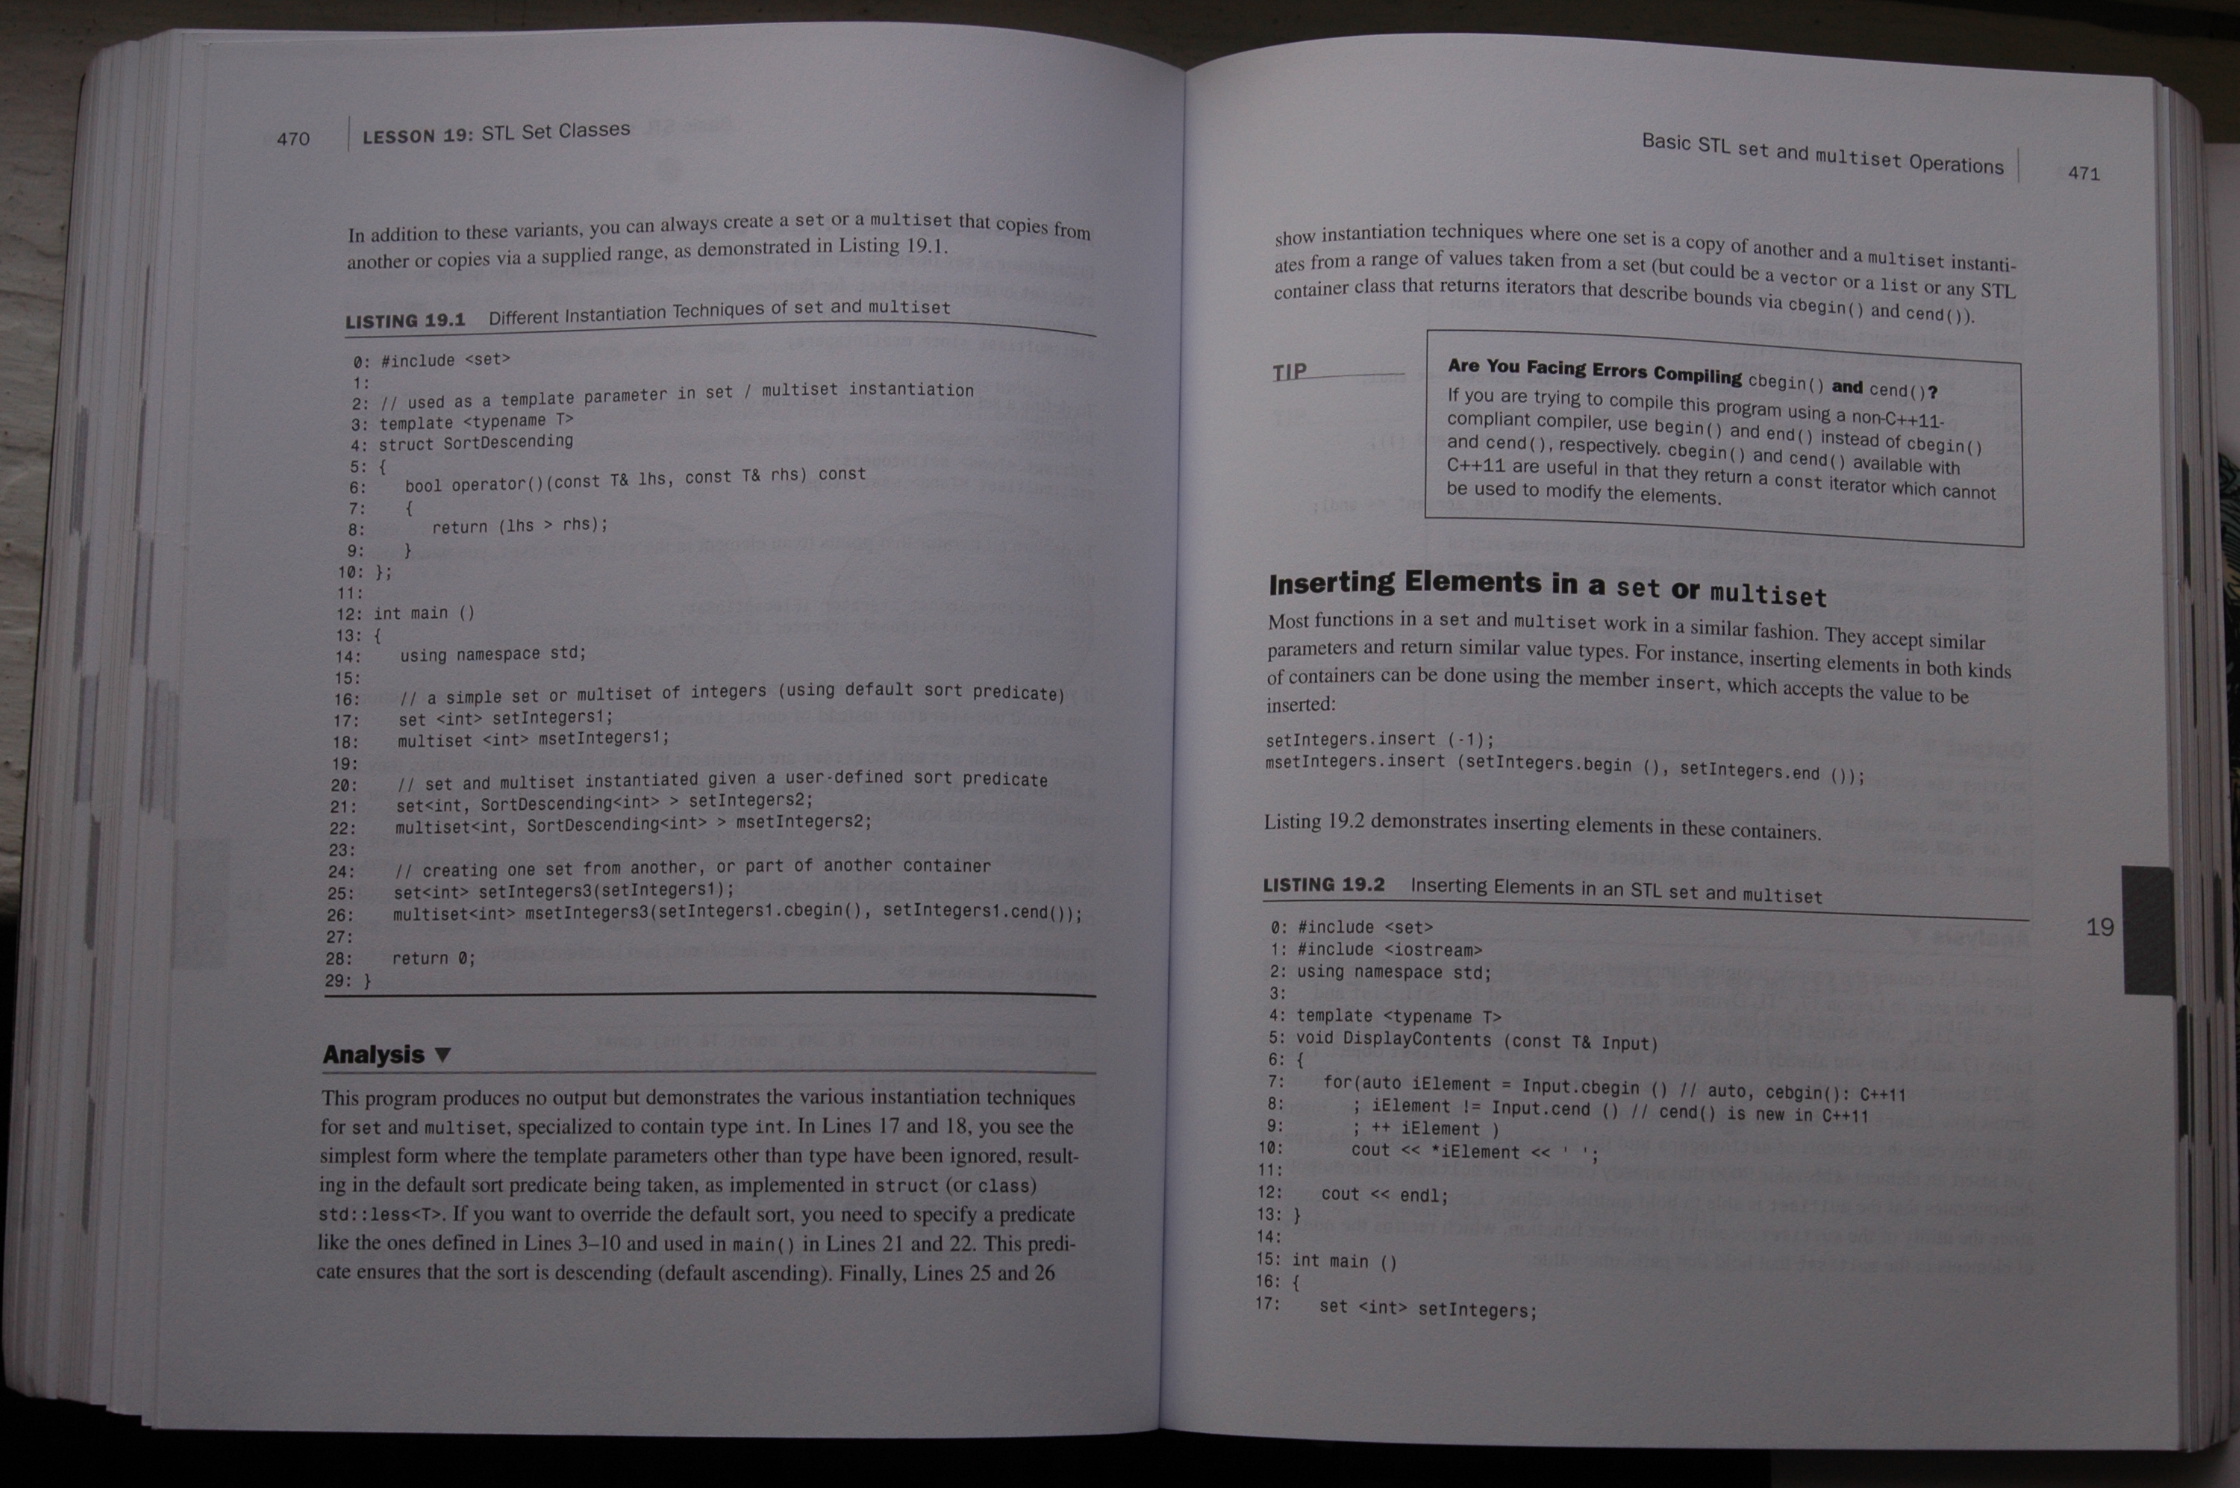 470 LESSON 19: STL Set Classes
In addition to these variants, you can always create a set or a multiset that copies from
another or copies via a supplied range, as demonstrated in Listing 19.1.
LISTING 19.1 Different Instantiation Techniques of set and multiset
0: #include <set>
1:
2: // used as a template parameter in set / multiset instantiation
3: template <typename T>
4: struct SortDescending
5: {
6:    bool operator()(const T& lhs, const T& rhs) const
7:    {
8:       return (lhs > rhs);
9:    }
10: };
11:
12: int main ()
13: {
14:    using namespace std;
15:
16:    // a simple set or multiset of integers (using default sort predicate)
17:    set <int> setIntegers1;
18:    multiset <int> msetIntegers1;
19:
20:    // set and multiset instantiated given a user-defined sort predicate
21:    set<int, SortDescending<int> > setIntegers2;
22:    multiset<int, SortDescending<int> > msetIntegers2;
23:
24:    // creating one set from another, or part of another container
25:    set<int> setIntegers3(setIntegers1);
26:    multiset<int> msetIntegers3(setIntegers1.cbegin(), setIntegers1.cend());
27:
28:    return 0;
29: }
Analysis ▼
This program produces no output but demonstrates the various instantiation techniques
for set and multiset, specialized to contain type int. In Lines 17 and 18, you see the
simplest form where the template parameters other than type have been ignored, result-
ing in the default sort predicate being taken, as implemented in struct (or class)
std::less<T>. If you want to override the default sort, you need to specify a predicate
like the ones defined in Lines 3–10 and used in main() in Lines 21 and 22. This predi-
cate ensures that the sort is descending (default ascending). Finally, Lines 25 and 26
Basic STL set and multiset Operations 471
show instantiation techniques where one set is a copy of another and a multiset instanti-
ates from a range of values taken from a set (but could be a vector or a list or any STL
container class that returns iterators that describe bounds via cbegin() and cend()).
TIP
Are You Facing Errors Compiling cbegin() and cend()?
If you are trying to compile this program using a non-C++11-
compliant compiler, use begin() and end() instead of cbegin()
and cend(), respectively. cbegin() and cend() available with
C++11 are useful in that they return a const iterator which cannot
be used to modify the elements.
Inserting Elements in a set or multiset
Most functions in a set and multiset work in a similar fashion. They accept similar
parameters and return similar value types. For instance, inserting elements in both kinds
of containers can be done using the member insert, which accepts the value to be
inserted:
setIntegers.insert (-1);
msetIntegers.insert (setIntegers.begin (), setIntegers.end ());
Listing 19.2 demonstrates inserting elements in these containers.
LISTING 19.2 Inserting Elements in an STL set and multiset
0: #include <set>
1: #include <iostream>
2: using namespace std;
3:
4: template <typename T>
5: void DisplayContents (const T& Input)
6: {
7:    for(auto iElement = Input.cbegin () // auto, cebgin(): C++11
8:       ; iElement != Input.cend () // cend() is new in C++11
9:       ; ++ iElement )
10:       cout << *iElement << ' ';
11:
12:    cout << endl;
13: }
14:
15: int main ()
16: {
17:    set <int> setIntegers;
19